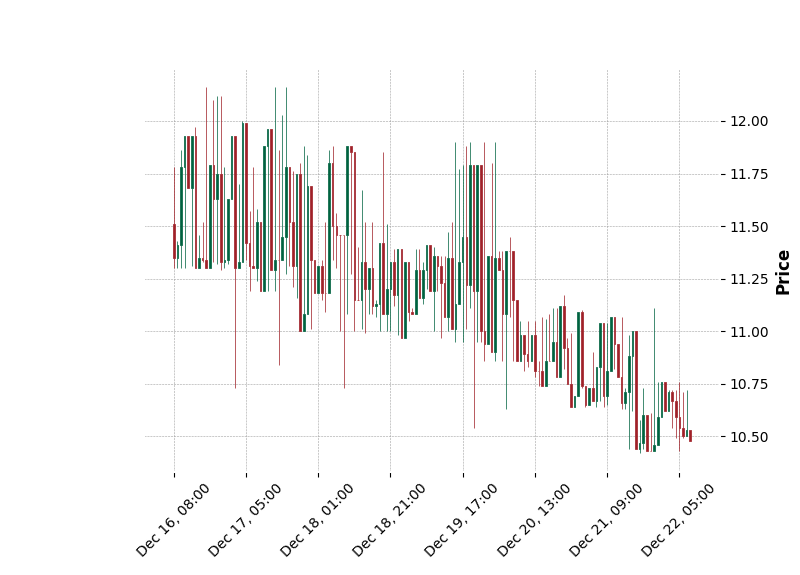 12.00
11.75
11.50
11.25
11.00
10.75
10.50
Price
Dec 16, 08:00
Dec 17, 05:00
Dec 18, 01:00
Dec 18, 21:00
Dec 19, 17:00
Dec 20, 13:00
Dec 21, 09:00
Dec 22, 05:00